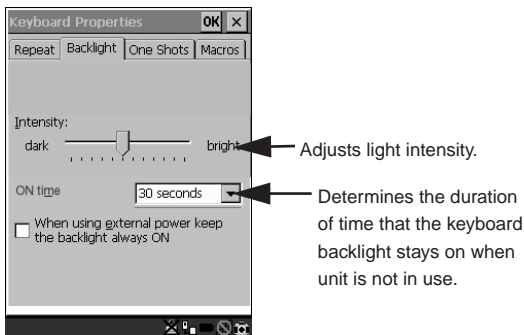 Keyboard Properties OK ×
Repeat Backlight One Shots Macros
Intensity:
dark bright
Adjusts light intensity.
ON time 30 seconds
Determines the duration
of time that the keyboard
backlight stays on when
unit is not in use.
When using external power keep
the backlight always ON